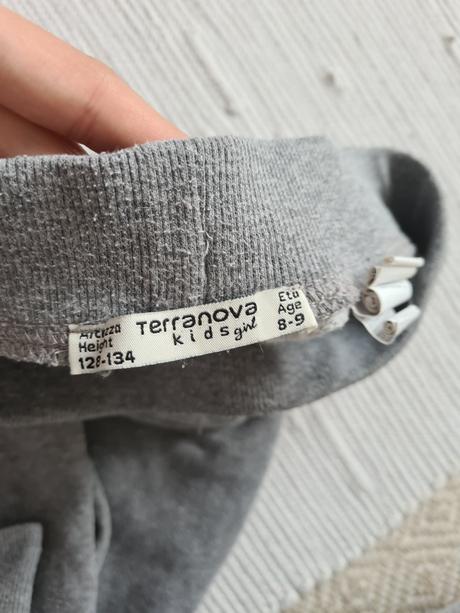 Altezza
Height
128-134
Terranova
kids girl
Età
Age
8-9